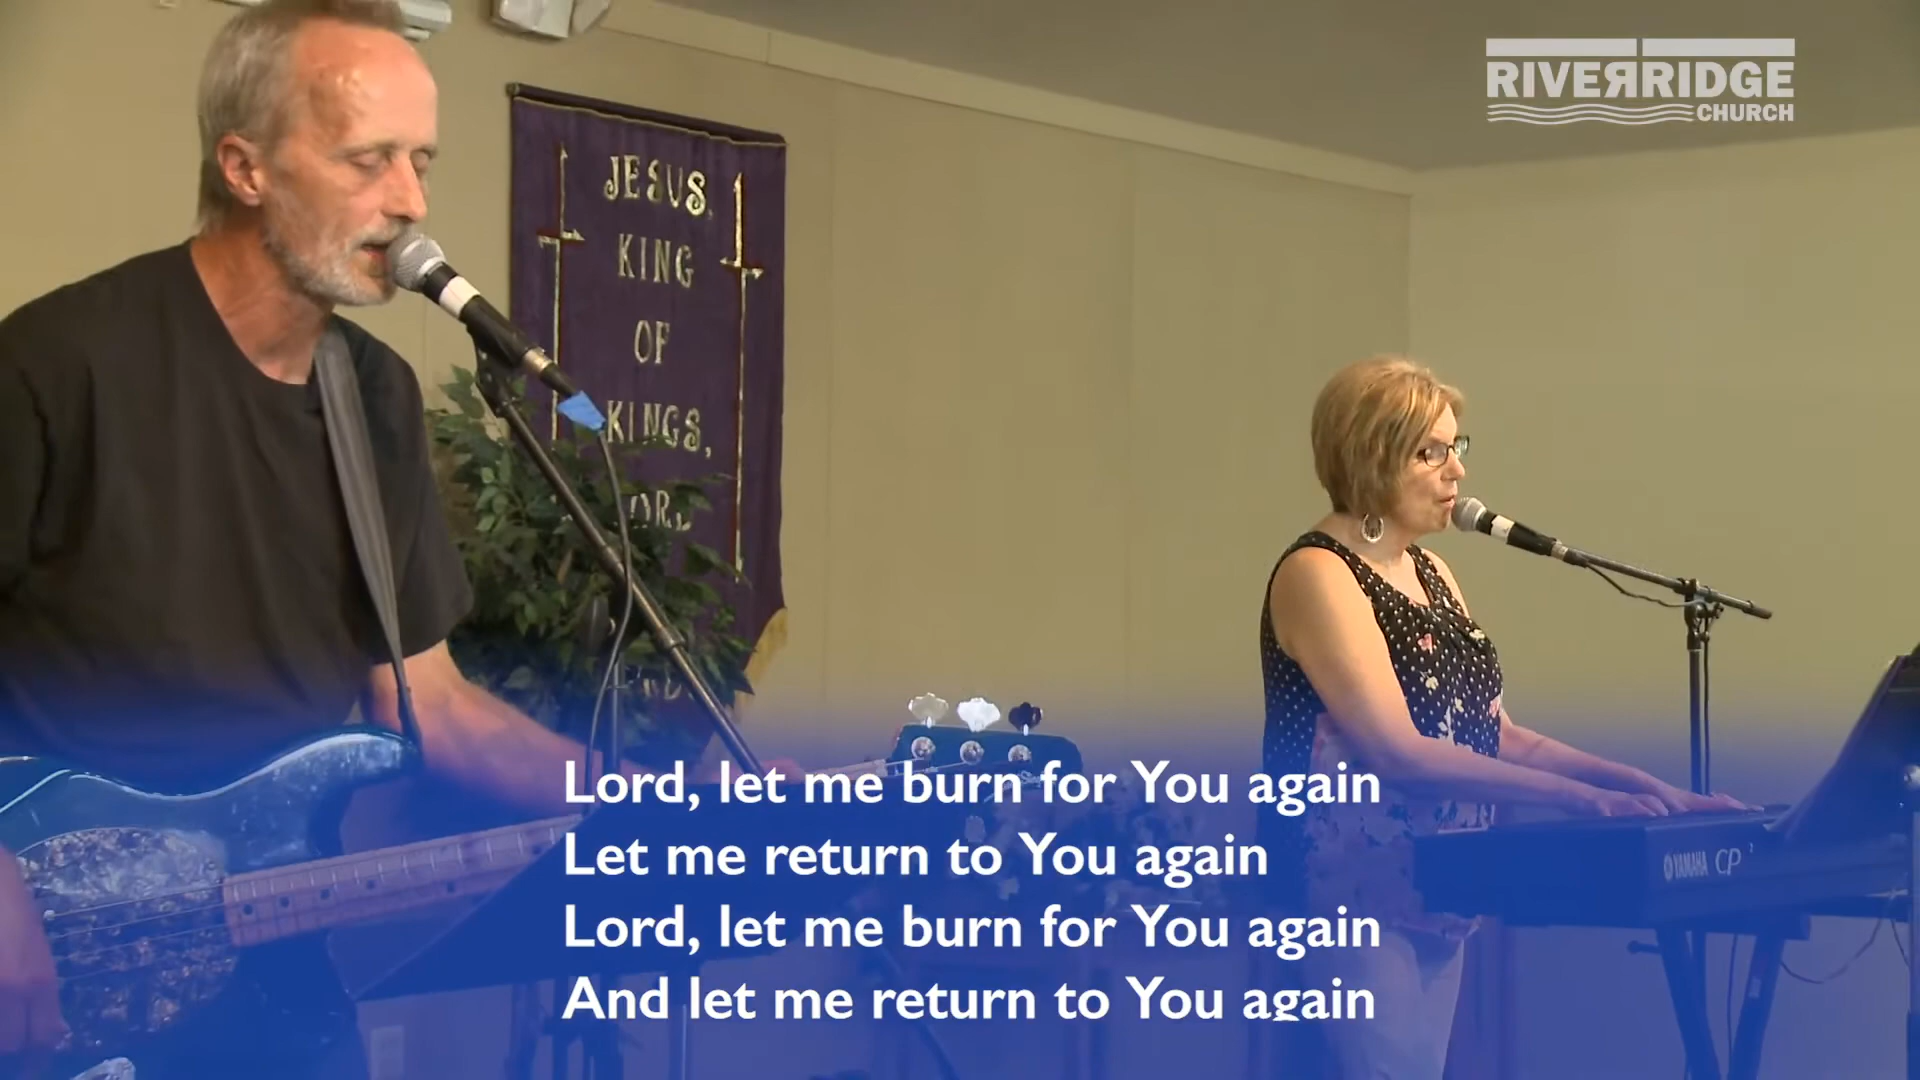 RIVERRIDGE
CHURCH
JESUS,
KING
OF
KINGS,
Lord, let me burn for You again
Let me return to You again
Lord, let me burn for You again
And let me return to You again
YAMAHA CP